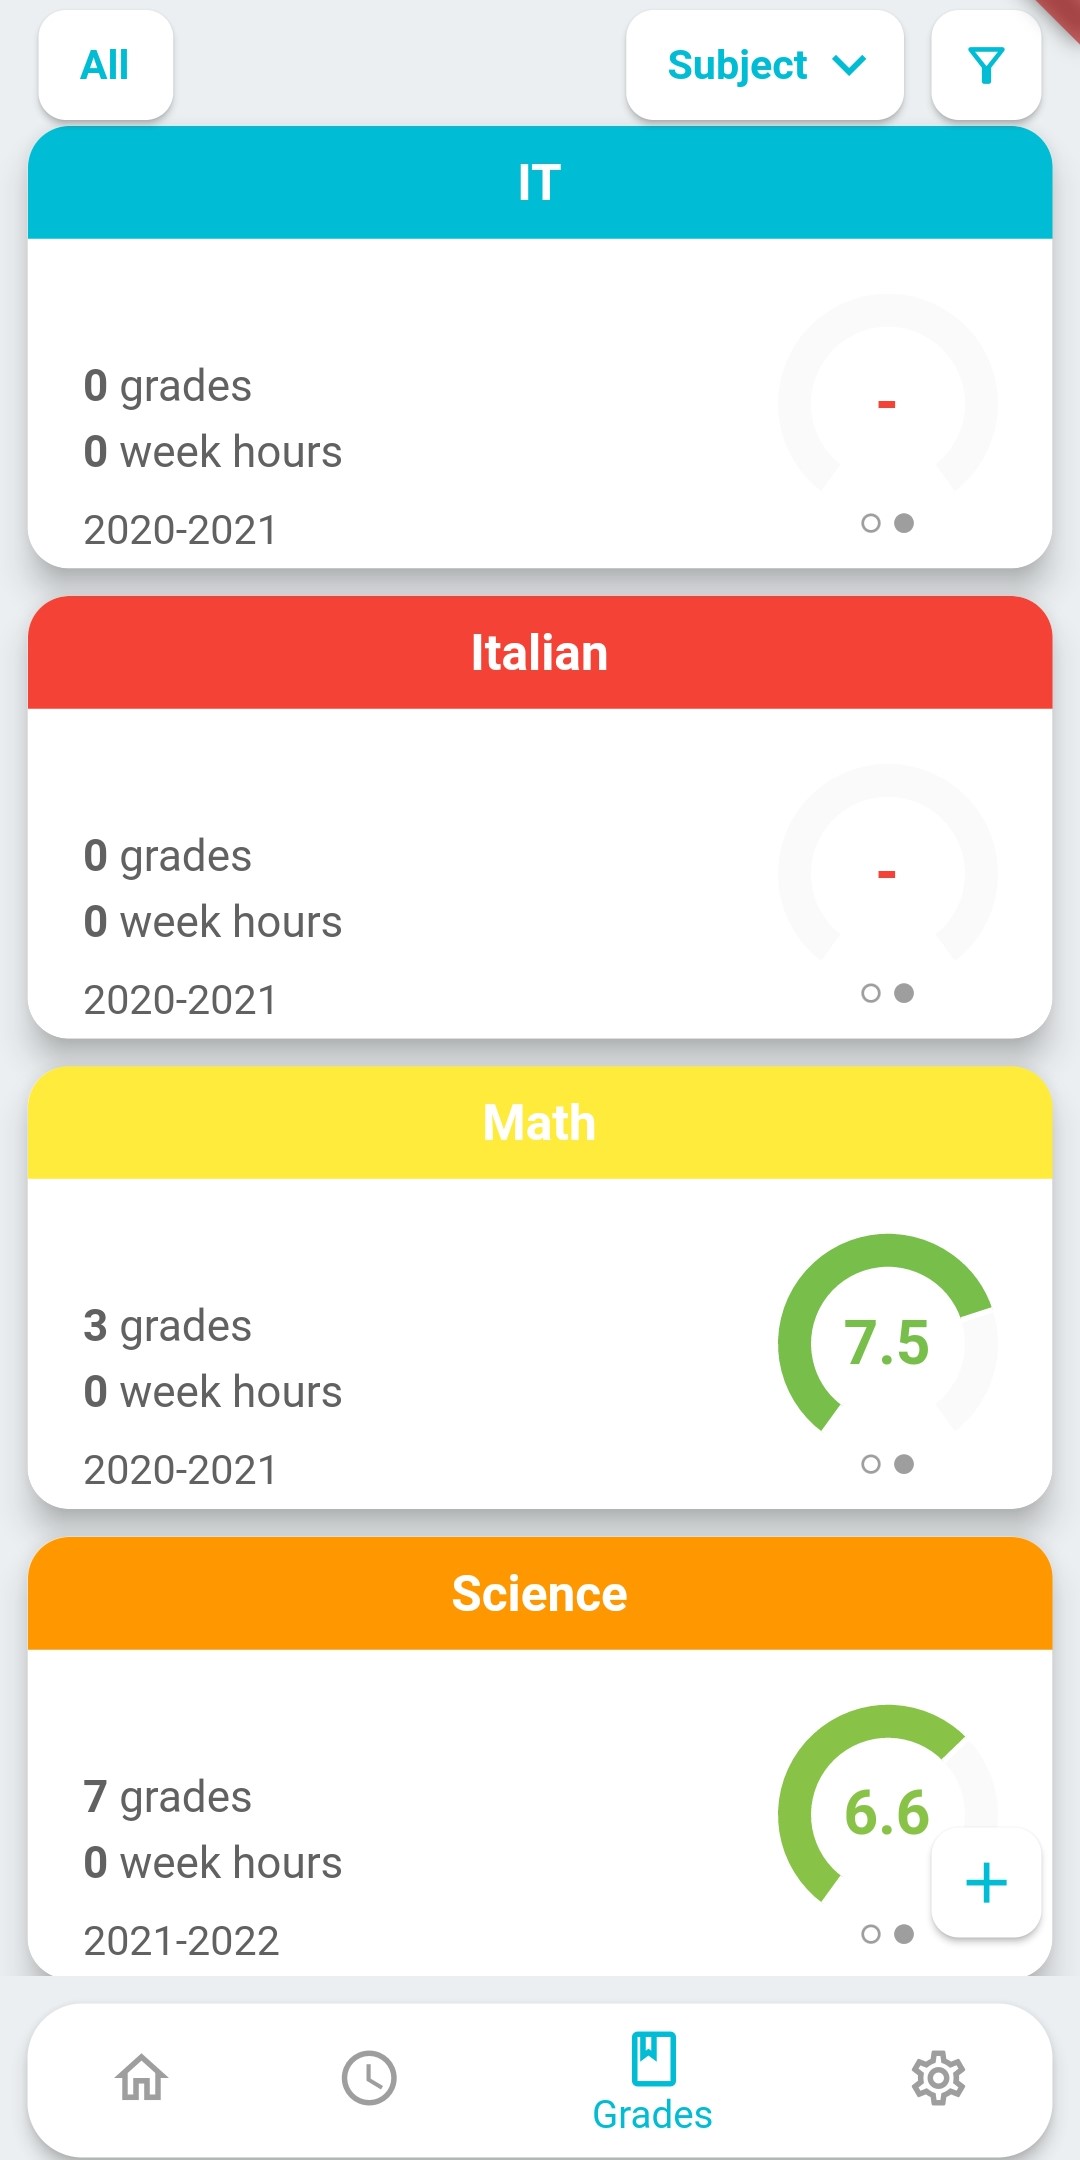 All
Subject
IT
0 grades
0 week hours
-
2020-2021
Italian
0 grades
0 week hours
-
2020-2021
Math
3 grades
0 week hours
7.5
2020-2021
Science
7 grades
0 week hours
6.6
2021-2022
Grades